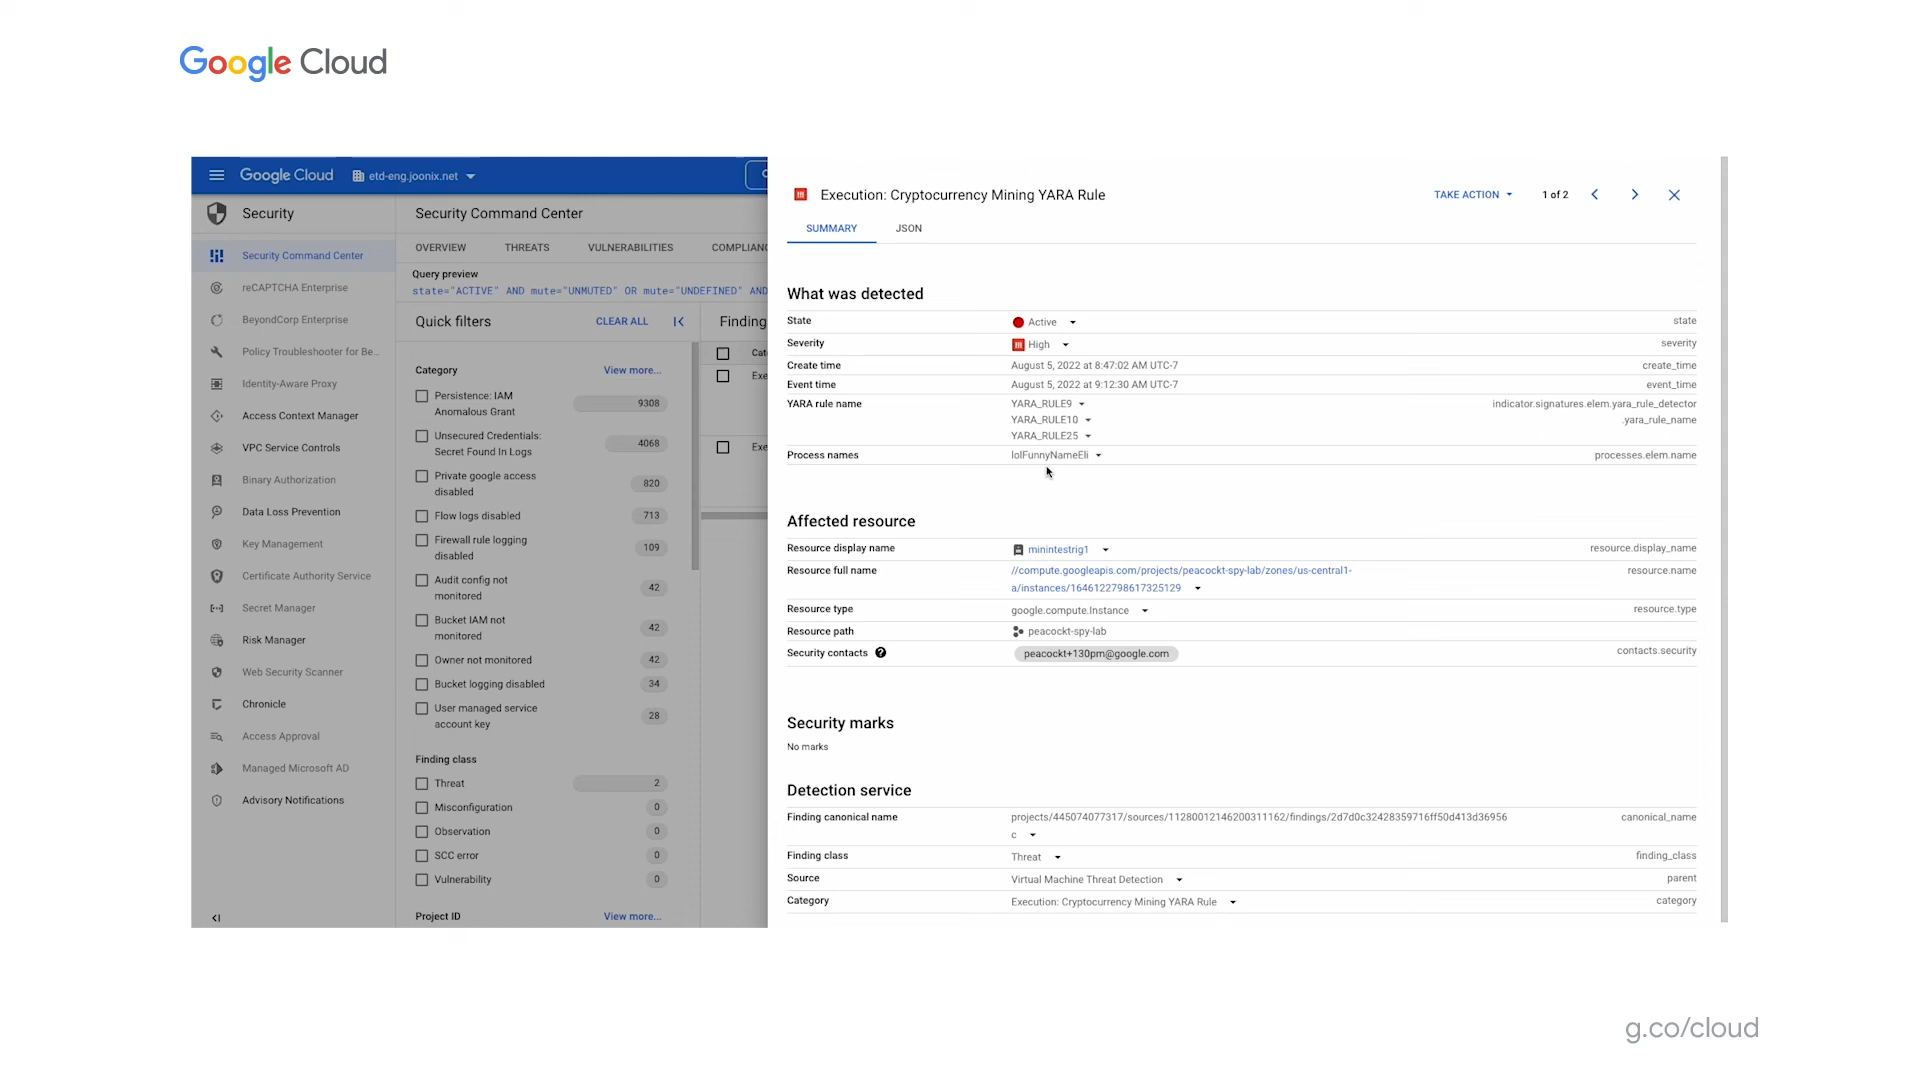 Google Cloud
Google Cloud
etd-eng.joonix.net
Security
Security Command Center
reCAPTCHA Enterprise
BeyondCorp Enterprise
Policy Troubleshooter for Be...
Identity-Aware Proxy
Access Context Manager
VPC Service Controls
Binary Authorization
Data Loss Prevention
Key Management
Certificate Authority Service
Secret Manager
Risk Manager
Web Security Scanner
Chronicle
Access Approval
Managed Microsoft AD
Advisory Notifications
Security Command Center
OVERVIEW THREATS VULNERABILITIES COMPLIANC
Query preview
state="ACTIVE" AND mute="UNMUTED" OR mute="UNDEFINED" AND
Quick filters CLEAR ALL
Category View more...
Persistence: IAM
Anomalous Grant 9308
Unsecured Credentials:
Secret Found In Logs 4068
Private google access
disabled 820
Flow logs disabled 713
Firewall rule logging
disabled 109
Audit config not
monitored 42
Bucket IAM not
monitored 42
Owner not monitored 42
Bucket logging disabled 34
User managed service
account key 28
Finding class
Threat 2
Misconfiguration 0
Observation 0
SCC error 0
Vulnerability 0
Project ID View more...
Finding
Cat
Exe
Exe
Execution: Cryptocurrency Mining YARA Rule
TAKE ACTION 1 of 2
SUMMARY JSON
What was detected
State Active state
Severity High severity
Create time August 5, 2022 at 8:47:02 AM UTC-7 create_time
Event time August 5, 2022 at 9:12:30 AM UTC-7 event_time
YARA rule name YARA_RULE9 indicator.signatures.elem.yara_rule_detector
YARA_RULE10 .yara_rule_name
YARA_RULE25
Process names lolFunnyNameEli processes.elem.name
Affected resource
Resource display name minintestrig1 resource.display_name
Resource full name //compute.googleapis.com/projects/peacockt-spy-lab/zones/us-central1- resource.name
a/instances/1646122798617325129
Resource type google.compute.Instance resource.type
Resource path peacockt-spy-lab
Security contacts peacockt+130pm@google.com contacts.security
Security marks
No marks
Detection service
Finding canonical name projects/445074077317/sources/11280012146200311162/findings/2d7d0c32428359716ff50d413d36956 canonical_name
c
Finding class Threat finding_class
Source Virtual Machine Threat Detection parent
Category Execution: Cryptocurrency Mining YARA Rule category
g.co/cloud